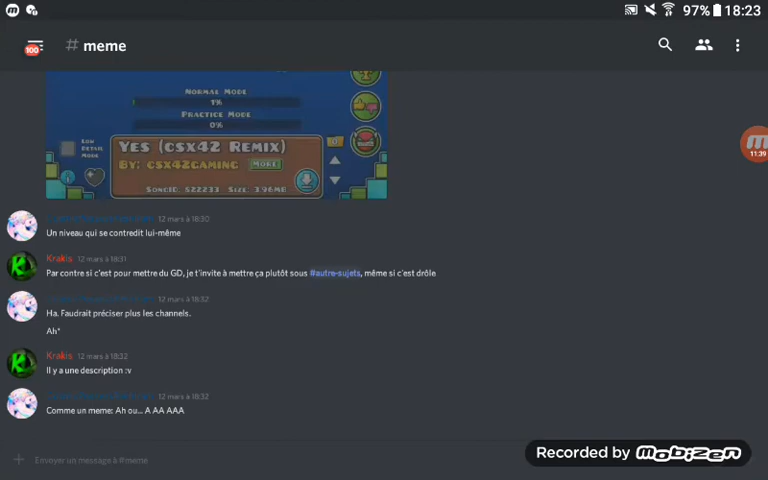 97% 18:23
100
# meme
NORMAL MODE
1%
PRACTICE MODE
0%
LOW
DETAIL
MODE
YES (CSX42 REMIX)
BY: CSX42GAMING MORE
SONGID: 522233 SIZE: 3.96MB
11:39
12 mars à 18:30
Un niveau qui se contredit lui-même
Krakis 12 mars à 18:31
Par contre si c'est pour mettre du GD, je t'invite à mettre ça plutôt sous #autre-sujets, même si c'est drôle
12 mars à 18:32
Ha. Faudrait préciser plus les channels.
Ah*
Krakis 12 mars à 18:32
Il y a une description :v
12 mars à 18:32
Comme un meme: Ah ou... A AA AAA
+ Envoyer un message à #meme
Recorded by MOBIZEN